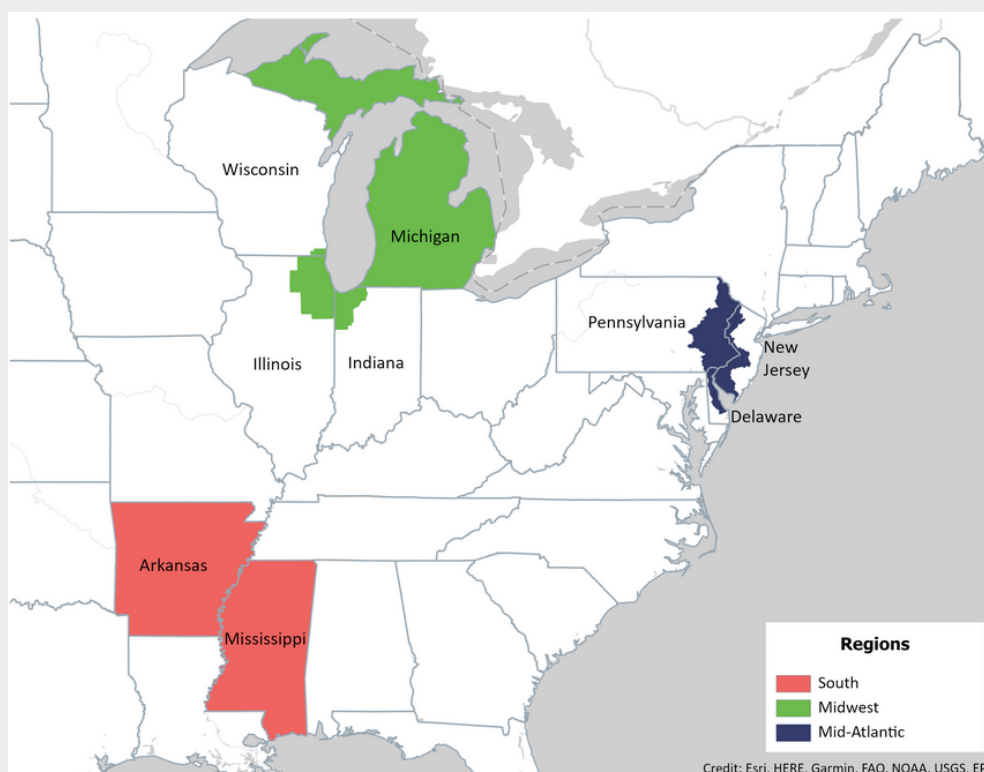 Wisconsin
Michigan
Pennsylvania
New
Jersey
Illinois
Indiana
Delaware
Arkansas
Mississippi
Regions
South
Midwest
Mid-Atlantic
Credit: Esri, HERE, Garmin, FAO, NOAA, USGS, EP